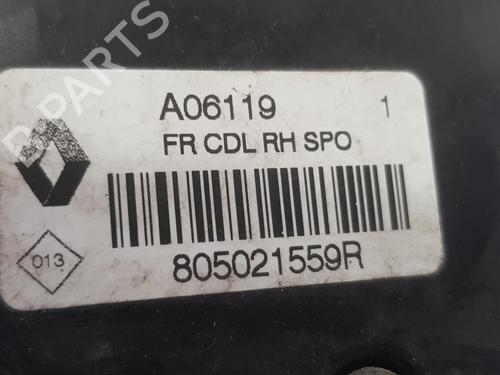 A06119 1
FR CDL RH SPO
013
805021559R
B-PARTS